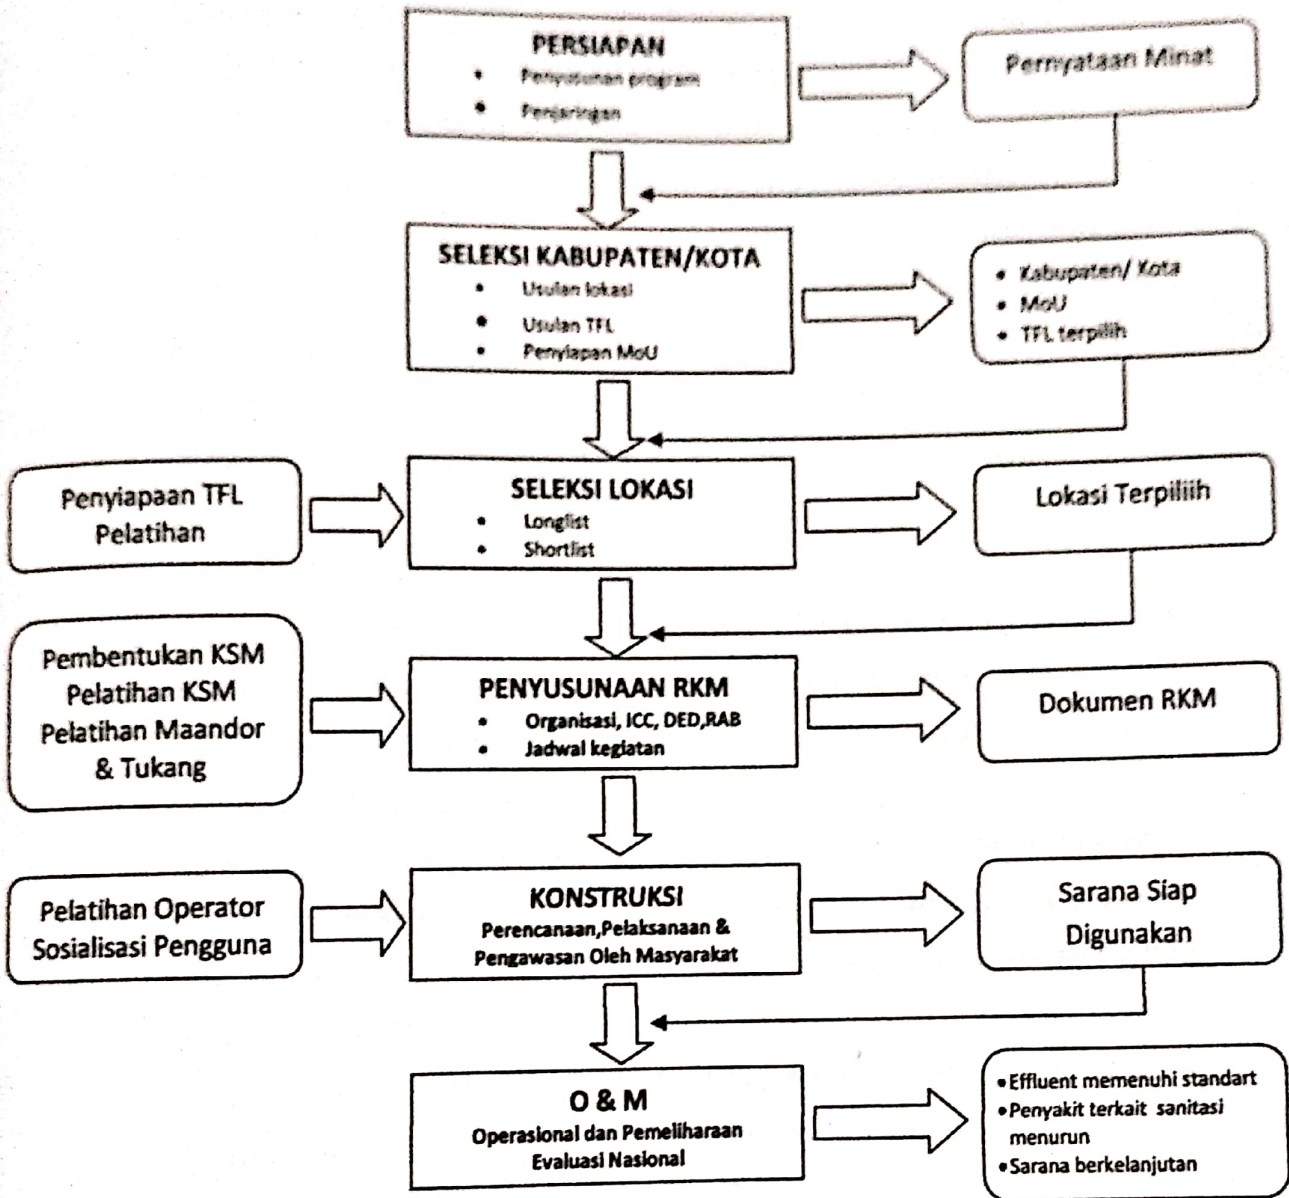 PERSIAPAN
• Penyusunan program
• Penjaringan
Pernyataan Minat
SELEKSI KABUPATEN/KOTA
• Usulan lokasi
• Usulan TFL
• Penyiapan MoU
• Kabupaten/ Kota
• MoU
• TFL terpilih
Penyiapaan TFL
Pelatihan
SELEKSI LOKASI
• Longlist
• Shortlist
Lokasi Terpiliih
Pembentukan KSM
Pelatihan KSM
Pelatihan Maandor
& Tukang
PENYUSUNAAN RKM
• Organisasi, ICC, DED,RAB
• Jadwal kegiatan
Dokumen RKM
Pelatihan Operator
Sosialisasi Pengguna
KONSTRUKSI
Perencanaan,Pelaksanaan &
Pengawasan Oleh Masyarakat
Sarana Siap
Digunakan
O & M
Operasional dan Pemeliharaan
Evaluasi Nasional
• Effluent memenuhi standart
• Penyakit terkait sanitasi
menurun
• Sarana berkelanjutan